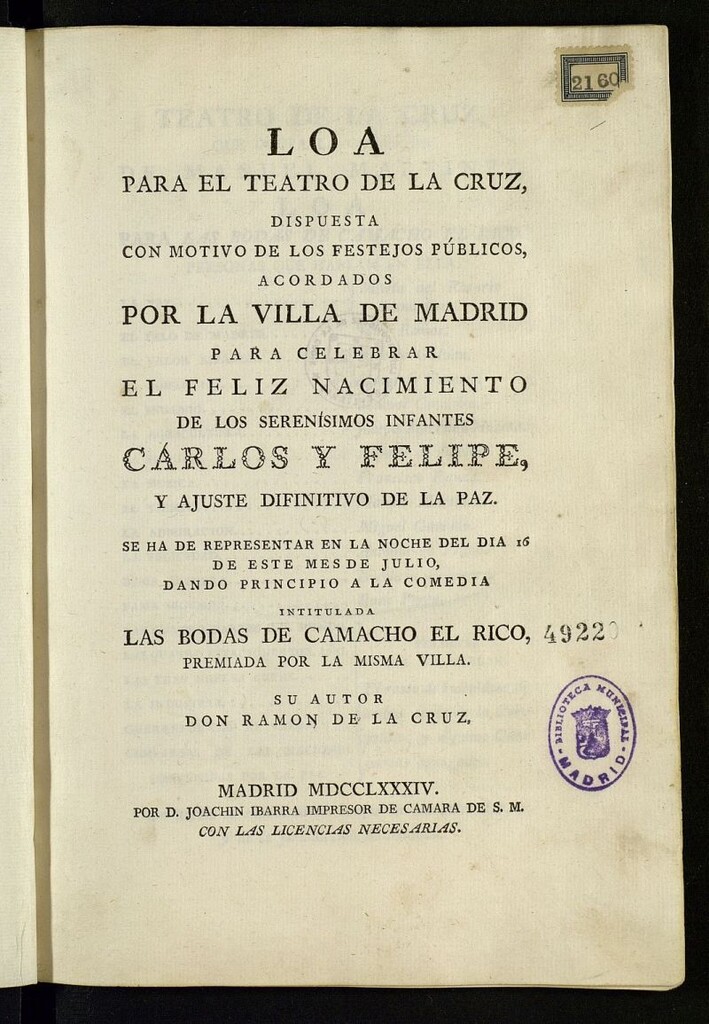 2160
LOA
PARA EL TEATRO DE LA CRUZ,
DISPUESTA
CON MOTIVO DE LOS FESTEJOS PÚBLICOS,
ACORDADOS
POR LA VILLA DE MADRID
PARA CELEBRAR
EL FELIZ NACIMIENTO
DE LOS SERENÍSIMOS INFANTES
CÁRLOS Y FELIPE,
Y AJUSTE DIFINITIVO DE LA PAZ.
SE HA DE REPRESENTAR EN LA NOCHE DEL DIA 16
DE ESTE MES DE JULIO,
DANDO PRINCIPIO A LA COMEDIA
INTITULADA
LAS BODAS DE CAMACHO EL RICO,
49220
PREMIADA POR LA MISMA VILLA.
SU AUTOR
DON RAMON DE LA CRUZ,
BIBLIOTECA MUNICIPAL
MADRID
MADRID MDCCLXXXIV.
POR D. JOACHIN IBARRA IMPRESOR DE CAMARA DE S. M.
CON LAS LICENCIAS NECESARIAS.